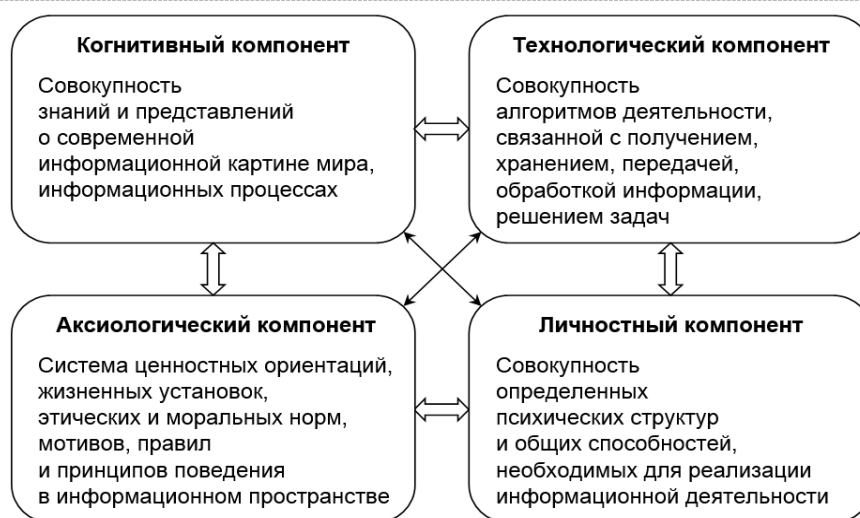 Когнитивный компонент
Совокупность
знаний и представлений
о современной
информационной картине мира,
информационных процессах
Технологический компонент
Совокупность
алгоритмов деятельности,
связанной с получением,
хранением, передачей,
обработкой информации,
решением задач
Аксиологический компонент
Система ценностных ориентаций,
жизненных установок,
этических и моральных норм,
мотивов, правил
и принципов поведения
в информационном пространстве
Личностный компонент
Совокупность
определенных
психических структур
и общих способностей,
необходимых для реализации
информационной деятельности